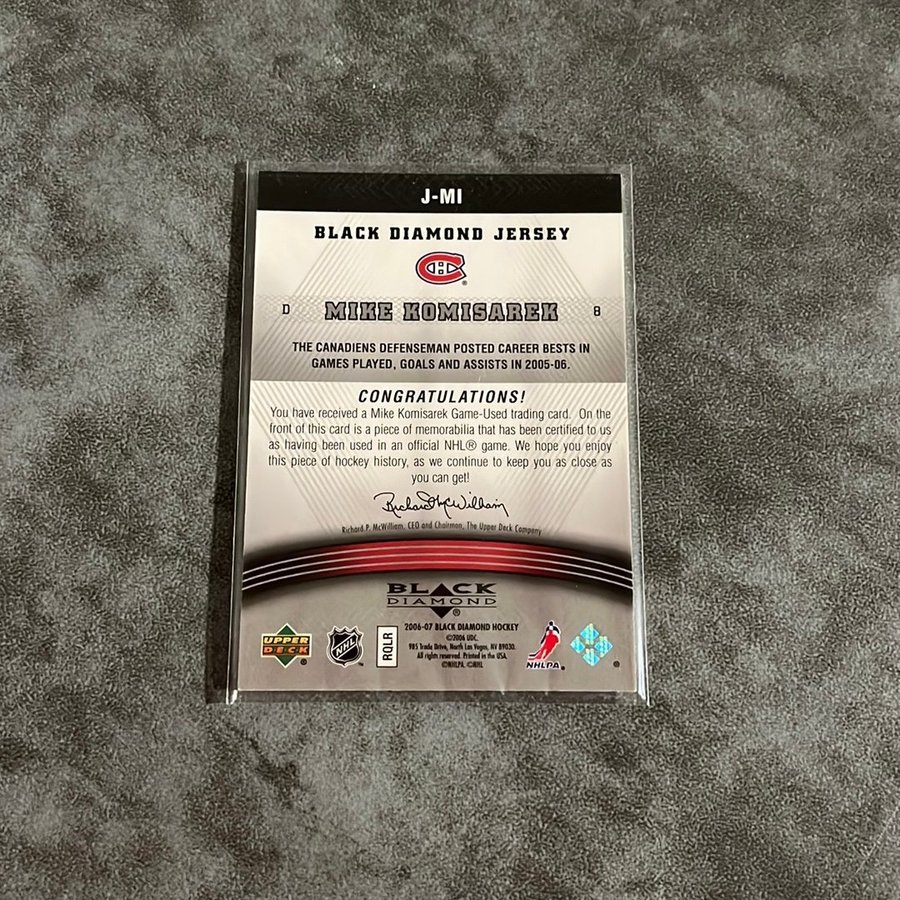 J-MI
BLACK DIAMOND JERSEY
D MIKE KOMISAREK 8
THE CANADIENS DEFENSEMAN POSTED CAREER BESTS IN
GAMES PLAYED, GOALS AND ASSISTS IN 2005-06.
CONGRATULATIONS!
You have received a Mike Komisarek Game-Used trading card. On the
front of this card is a piece of memorabilia that has been certified to us
as having been used in an official NHL® game. We hope you enjoy
this piece of hockey history, as we continue to keep you as close as
you can get!
Richard P. McWilliam
Richard P. McWilliam, CEO and Chairman, The Upper Deck Company
BLACK
DIAMOND®
2006-07 BLACK DIAMOND HOCKEY
©2006 UDC.
985 Trade Drive, North Las Vegas, NV 89030.
All rights reserved. Printed in the USA.
©NHLPA. ©NHL
UPPER
DECK
NHL
RQLR
NHLPA.